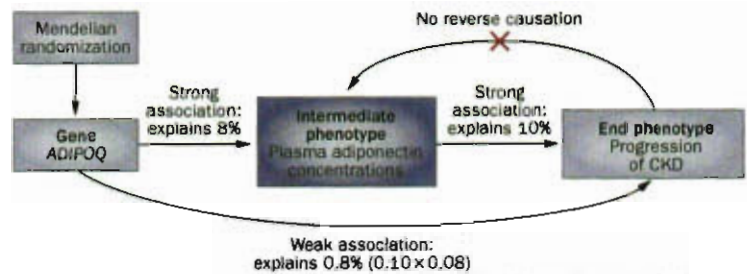 No reverse causation
Mendelian
randomization
Strong
association:
explains 8%
Strong
association:
explains 10%
Gene
ADIPOQ
Intermediate
phenotype
Plasma adiponectin
concentrations
End phenotype
Progression
of CKD
Weak association:
explains 0.8% (0.10×0.08)